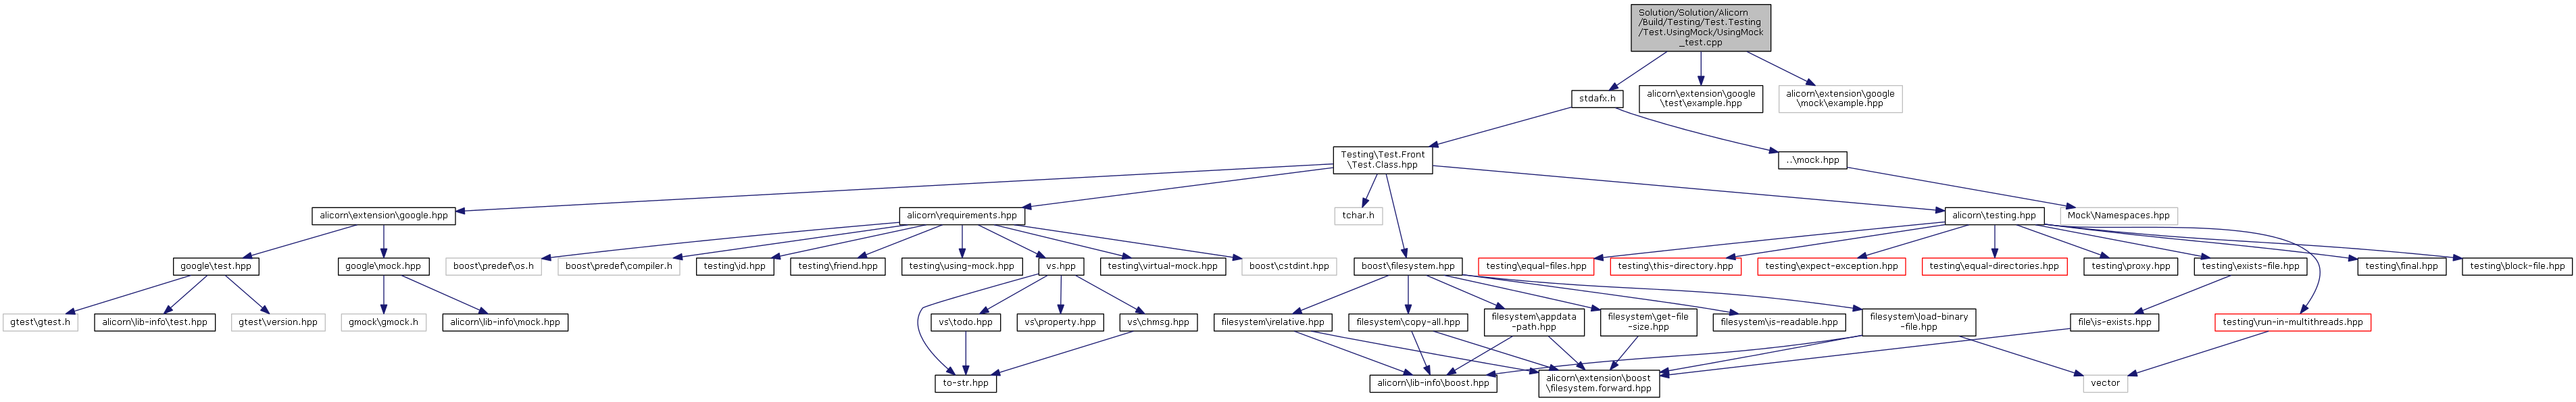 Solution/Solution/Alicorn
/Build/Testing/Test.Testing
/Test.UsingMock/UsingMock
_test.cpp
stdafx.h
alicorn\extension\google
\test\example.hpp
alicorn\extension\google
\mock\example.hpp
Testing\Test.Front
\Test.Class.hpp
..\mock.hpp
alicorn\extension\google.hpp
alicorn\requirements.hpp
tchar.h
alicorn\testing.hpp
Mock\Namespaces.hpp
google\test.hpp
google\mock.hpp
boost\predef\os.h
boost\predef\compiler.h
testing\id.hpp
testing\friend.hpp
testing\using-mock.hpp
vs.hpp
testing\virtual-mock.hpp
boost\cstdint.hpp
boost\filesystem.hpp
testing\equal-files.hpp
testing\this-directory.hpp
testing\expect-exception.hpp
testing\equal-directories.hpp
testing\proxy.hpp
testing\exists-file.hpp
testing\final.hpp
testing\block-file.hpp
gtest\gtest.h
alicorn\lib-info\test.hpp
gtest\version.hpp
gmock\gmock.h
alicorn\lib-info\mock.hpp
vs\todo.hpp
vs\property.hpp
vs\chmsg.hpp
filesystem\irelative.hpp
filesystem\copy-all.hpp
filesystem\appdata
-path.hpp
filesystem\get-file
-size.hpp
filesystem\is-readable.hpp
filesystem\load-binary
-file.hpp
file\is-exists.hpp
testing\run-in-multithreads.hpp
to-str.hpp
alicorn\lib-info\boost.hpp
alicorn\extension\boost
\filesystem.forward.hpp
vector